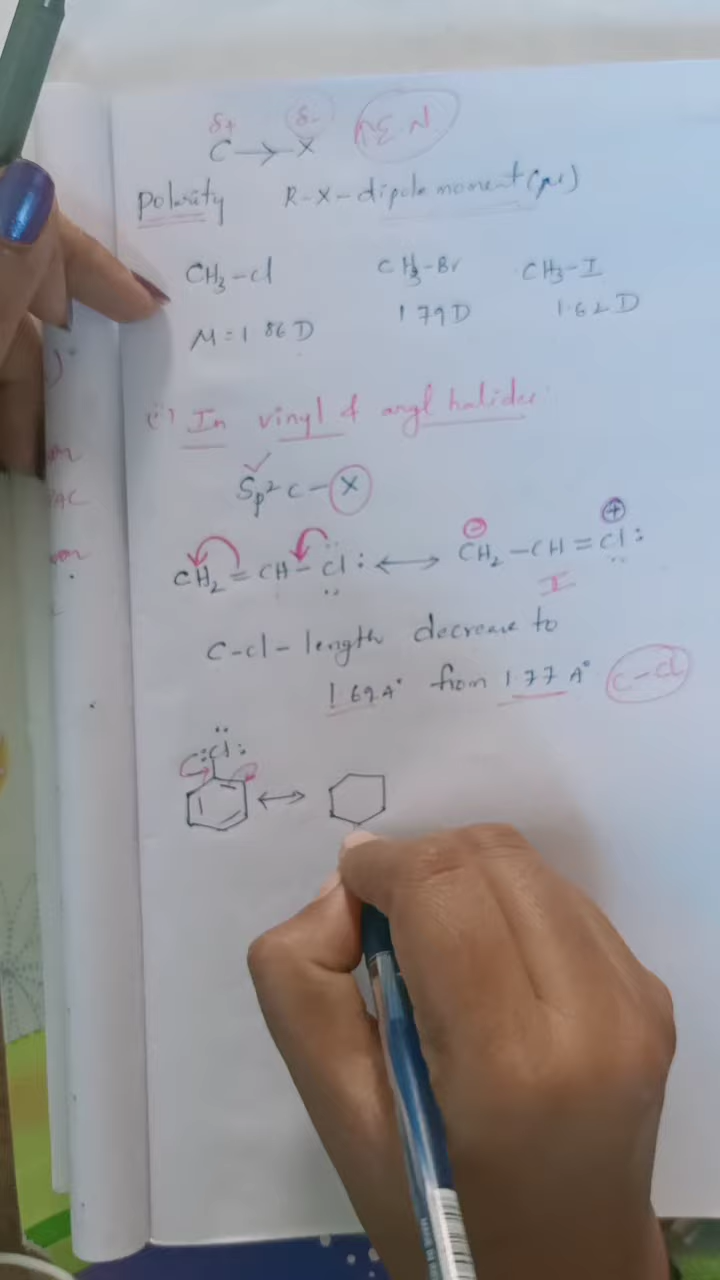 δ+ δ-
C → X ↑EN
Polarity R-X-dipole moment (μ)
CH3-Cl CH3-Br CH3-I
M = 1.86 D 1.79 D 1.62 D
(i) In vinyl & aryl halides:
✓
Sp² C - X
CH2 = CH - Cl: ↔ ⊖CH2 - CH = Cl⊕:
I
C-Cl-length decrease to
1.69 A° from 1.77 A° C-Cl
:Cl:
↔